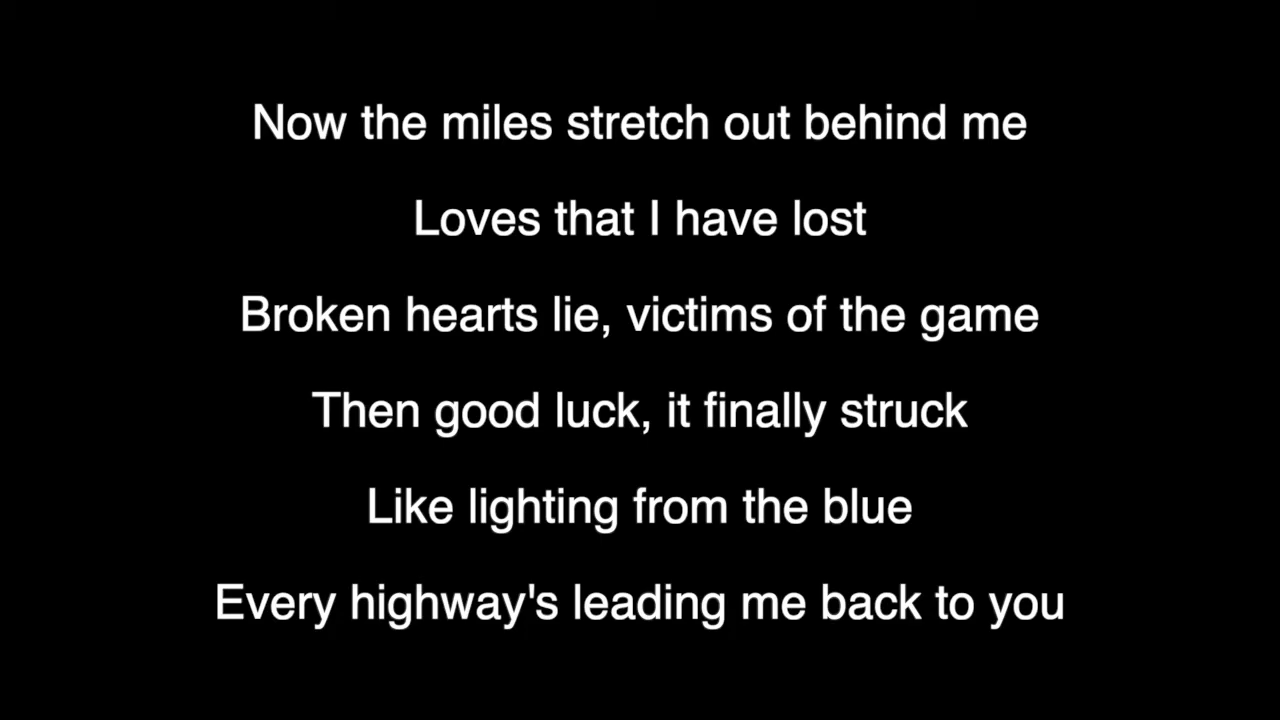 Now the miles stretch out behind me
Loves that I have lost
Broken hearts lie, victims of the game
Then good luck, it finally struck
Like lighting from the blue
Every highway's leading me back to you